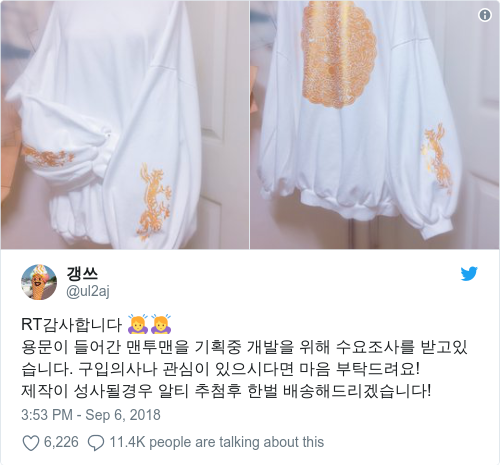 갱쓰
@ul2aj
RT감사합니다 🙇‍♀️🙇‍♀️
용문이 들어간 맨투맨을 기획중 개발을 위해 수요조사를 받고있
습니다. 구입의사나 관심이 있으시다면 마음 부탁드려요!
제작이 성사될경우 알티 추첨후 한벌 배송해드리겠습니다!
3:53 PM - Sep 6, 2018
6,226 11.4K people are talking about this